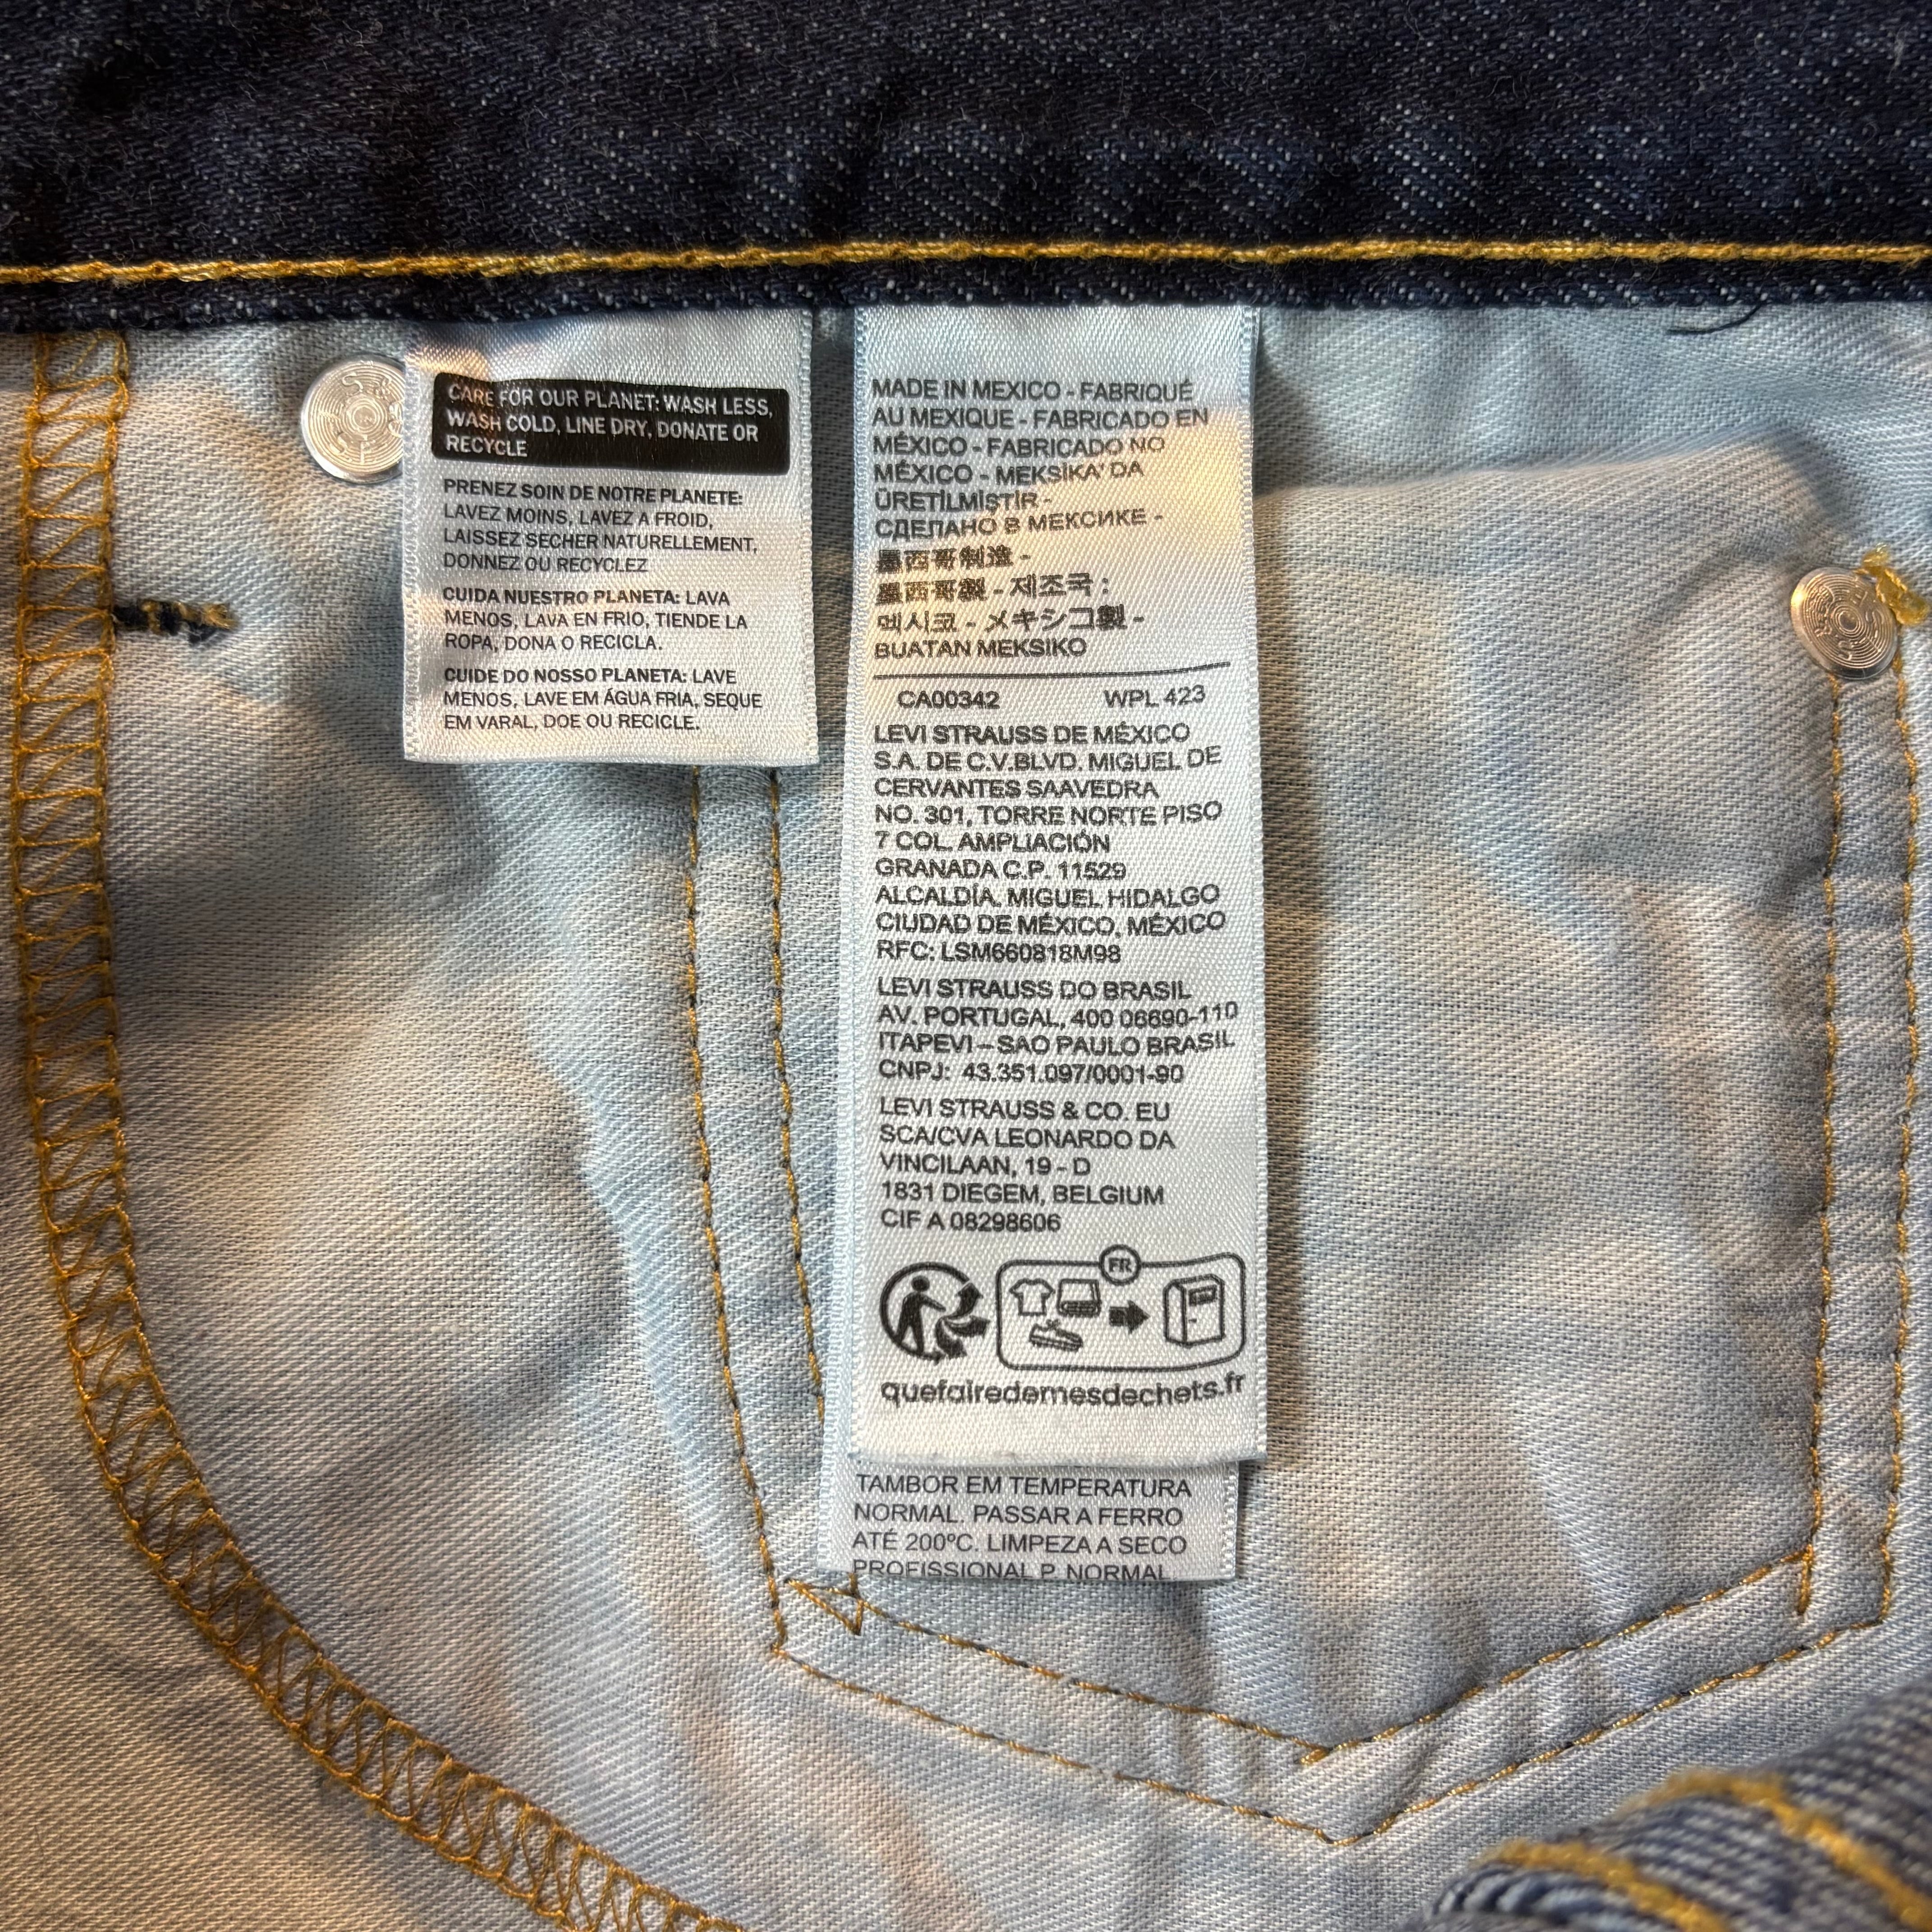 CARE FOR OUR PLANET: WASH LESS,
WASH COLD, LINE DRY, DONATE OR
RECYCLE
PRENEZ SOIN DE NOTRE PLANETE:
LAVEZ MOINS, LAVEZ A FROID,
LAISSEZ SECHER NATURELLEMENT,
DONNEZ OU RECYCLEZ
CUIDA NUESTRO PLANETA: LAVA
MENOS, LAVA EN FRIO, TIENDE LA
ROPA, DONA O RECICLA.
CUIDE DO NOSSO PLANETA: LAVE
MENOS, LAVE EM ÁGUA FRIA, SEQUE
EM VARAL, DOE OU RECICLE.
MADE IN MEXICO - FABRIQUÉ
AU MEXIQUE - FABRICADO EN
MÉXICO - FABRICADO NO
MÉXICO - MEKSİKA' DA
ÜRETİLMİŞTİR -
СДЕЛАНО В МЕКСИКЕ -
墨西哥制造 -
墨西哥製 - 제조국 :
멕시코 - メキシコ製 -
BUATAN MEKSIKO
CA00342 WPL 423
LEVI STRAUSS DE MÉXICO
S.A. DE C.V.BLVD. MIGUEL DE
CERVANTES SAAVEDRA
NO. 301, TORRE NORTE PISO
7 COL. AMPLIACIÓN
GRANADA C.P. 11529
ALCALDÍA. MIGUEL HIDALGO
CIUDAD DE MÉXICO, MÉXICO
RFC: LSM660818M98
LEVI STRAUSS DO BRASIL
AV. PORTUGAL, 400 06690-110
ITAPEVI – SAO PAULO BRASIL
CNPJ: 43.351.097/0001-90
LEVI STRAUSS & CO. EU
SCA/CVA LEONARDO DA
VINCILAAN, 19 - D
1831 DIEGEM, BELGIUM
CIF A 08298606
FR
quefairedemesdechets.fr
TAMBOR EM TEMPERATURA
NORMAL. PASSAR A FERRO
ATÉ 200ºC. LIMPEZA A SECO
PROFISSIONAL P. NORMAL